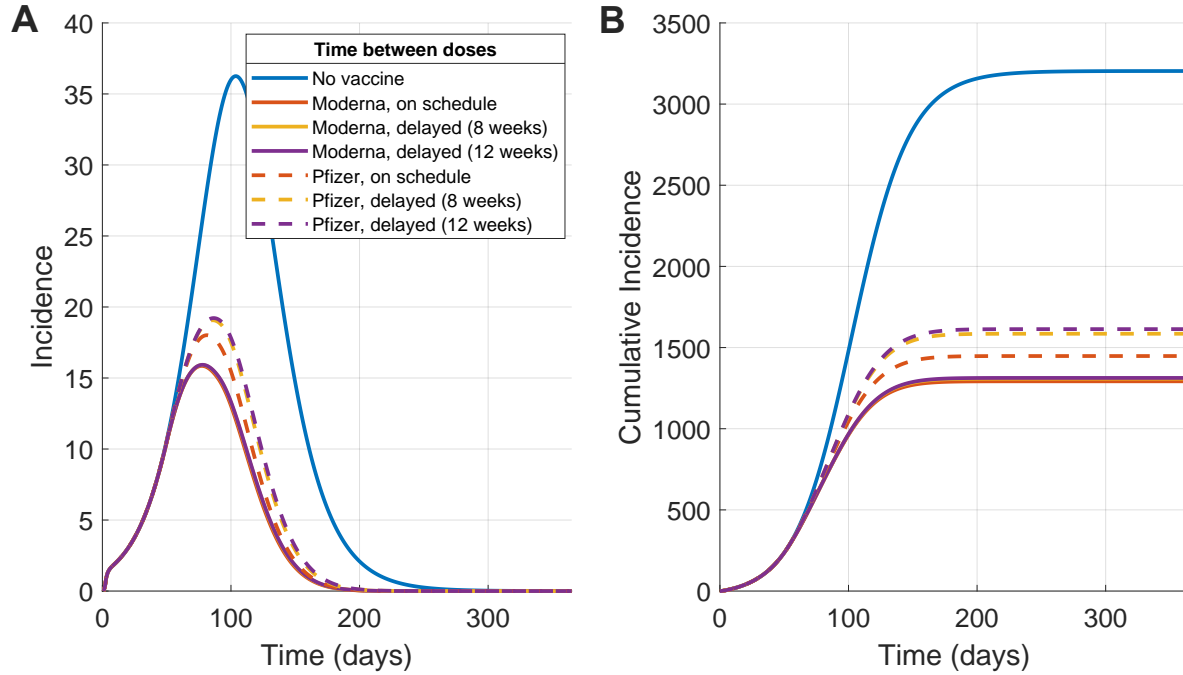 A
40
35
30
25
20
15
10
5
0
Incidence
0 100 200 300
Time (days)
Time between doses
No vaccine
Moderna, on schedule
Moderna, delayed (8 weeks)
Moderna, delayed (12 weeks)
Pfizer, on schedule
Pfizer, delayed (8 weeks)
Pfizer, delayed (12 weeks)
B
3500
3000
2500
2000
1500
1000
500
0
Cumulative Incidence
0 100 200 300
Time (days)